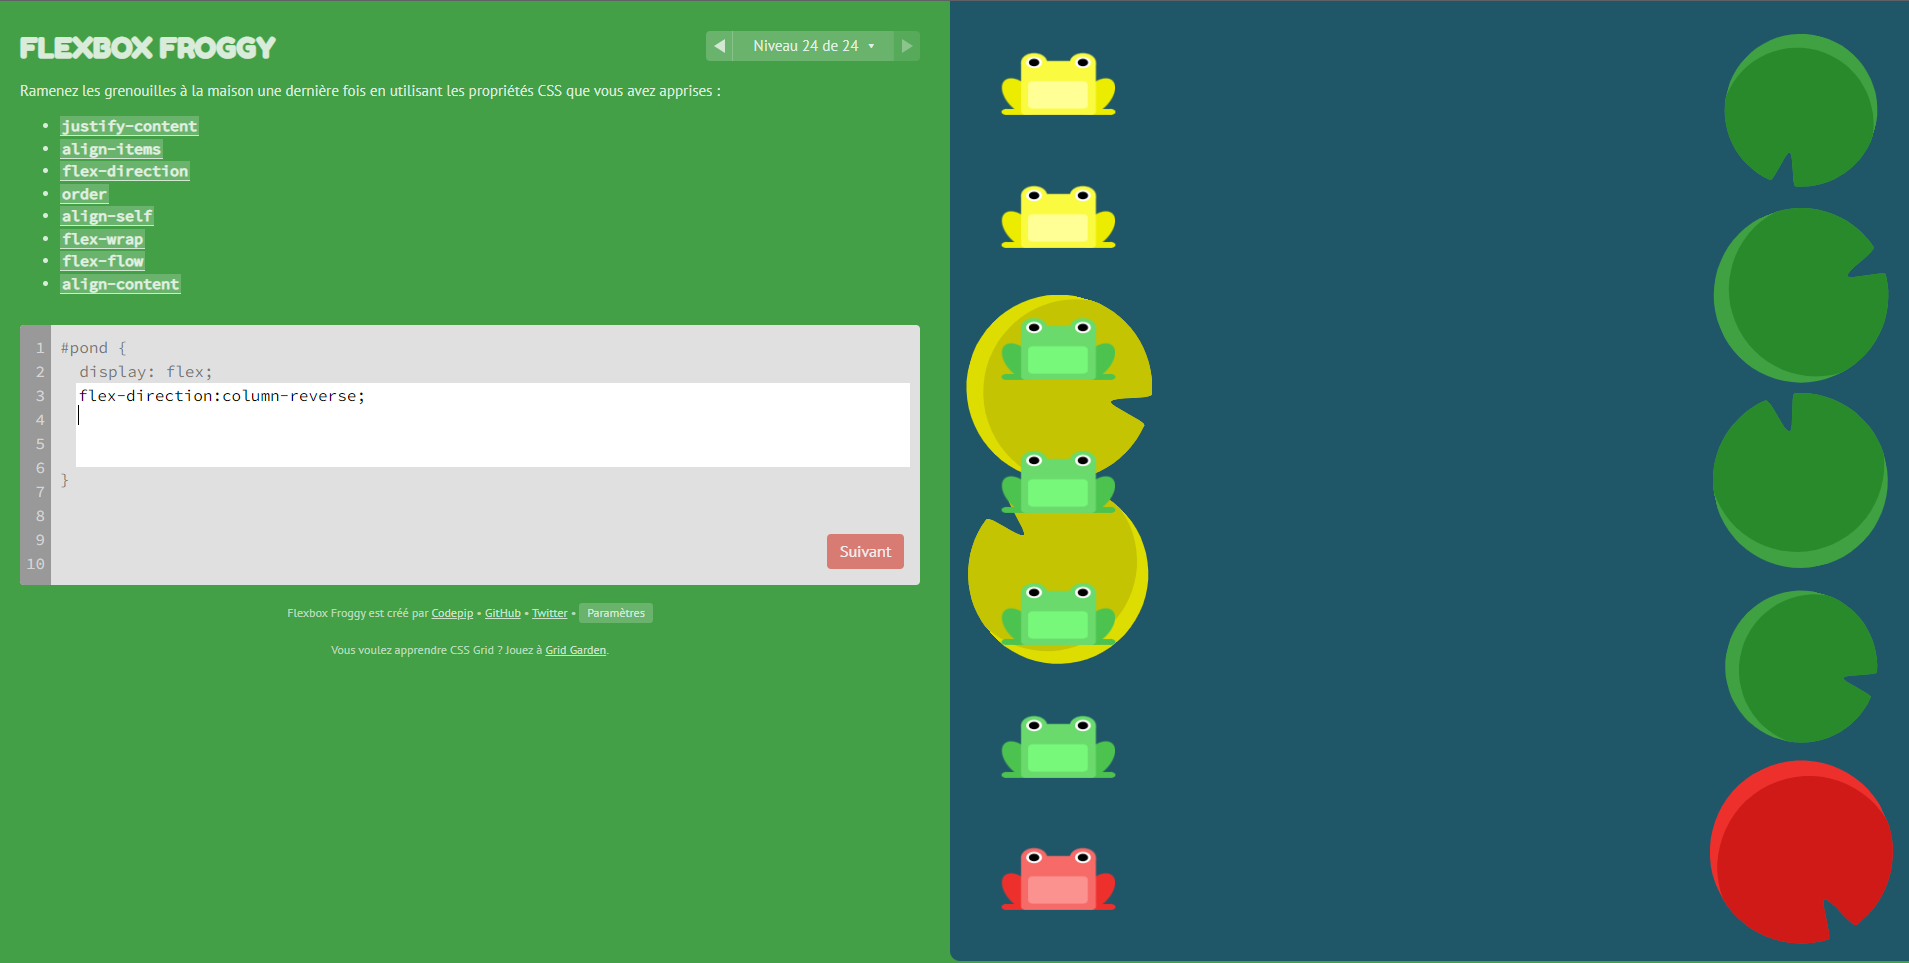 FLEXBOX FROGGY
Niveau 24 de 24
Ramenez les grenouilles à la maison une dernière fois en utilisant les propriétés CSS que vous avez apprises :
justify-content
align-items
flex-direction
order
align-self
flex-wrap
flex-flow
align-content
1 #pond {
2 display: flex;
3 flex-direction:column-reverse;
4
5
6 }
7
8
9
10
Suivant
Flexbox Froggy est créé par Codepip • GitHub • Twitter • Paramètres
Vous voulez apprendre CSS Grid ? Jouez à Grid Garden.